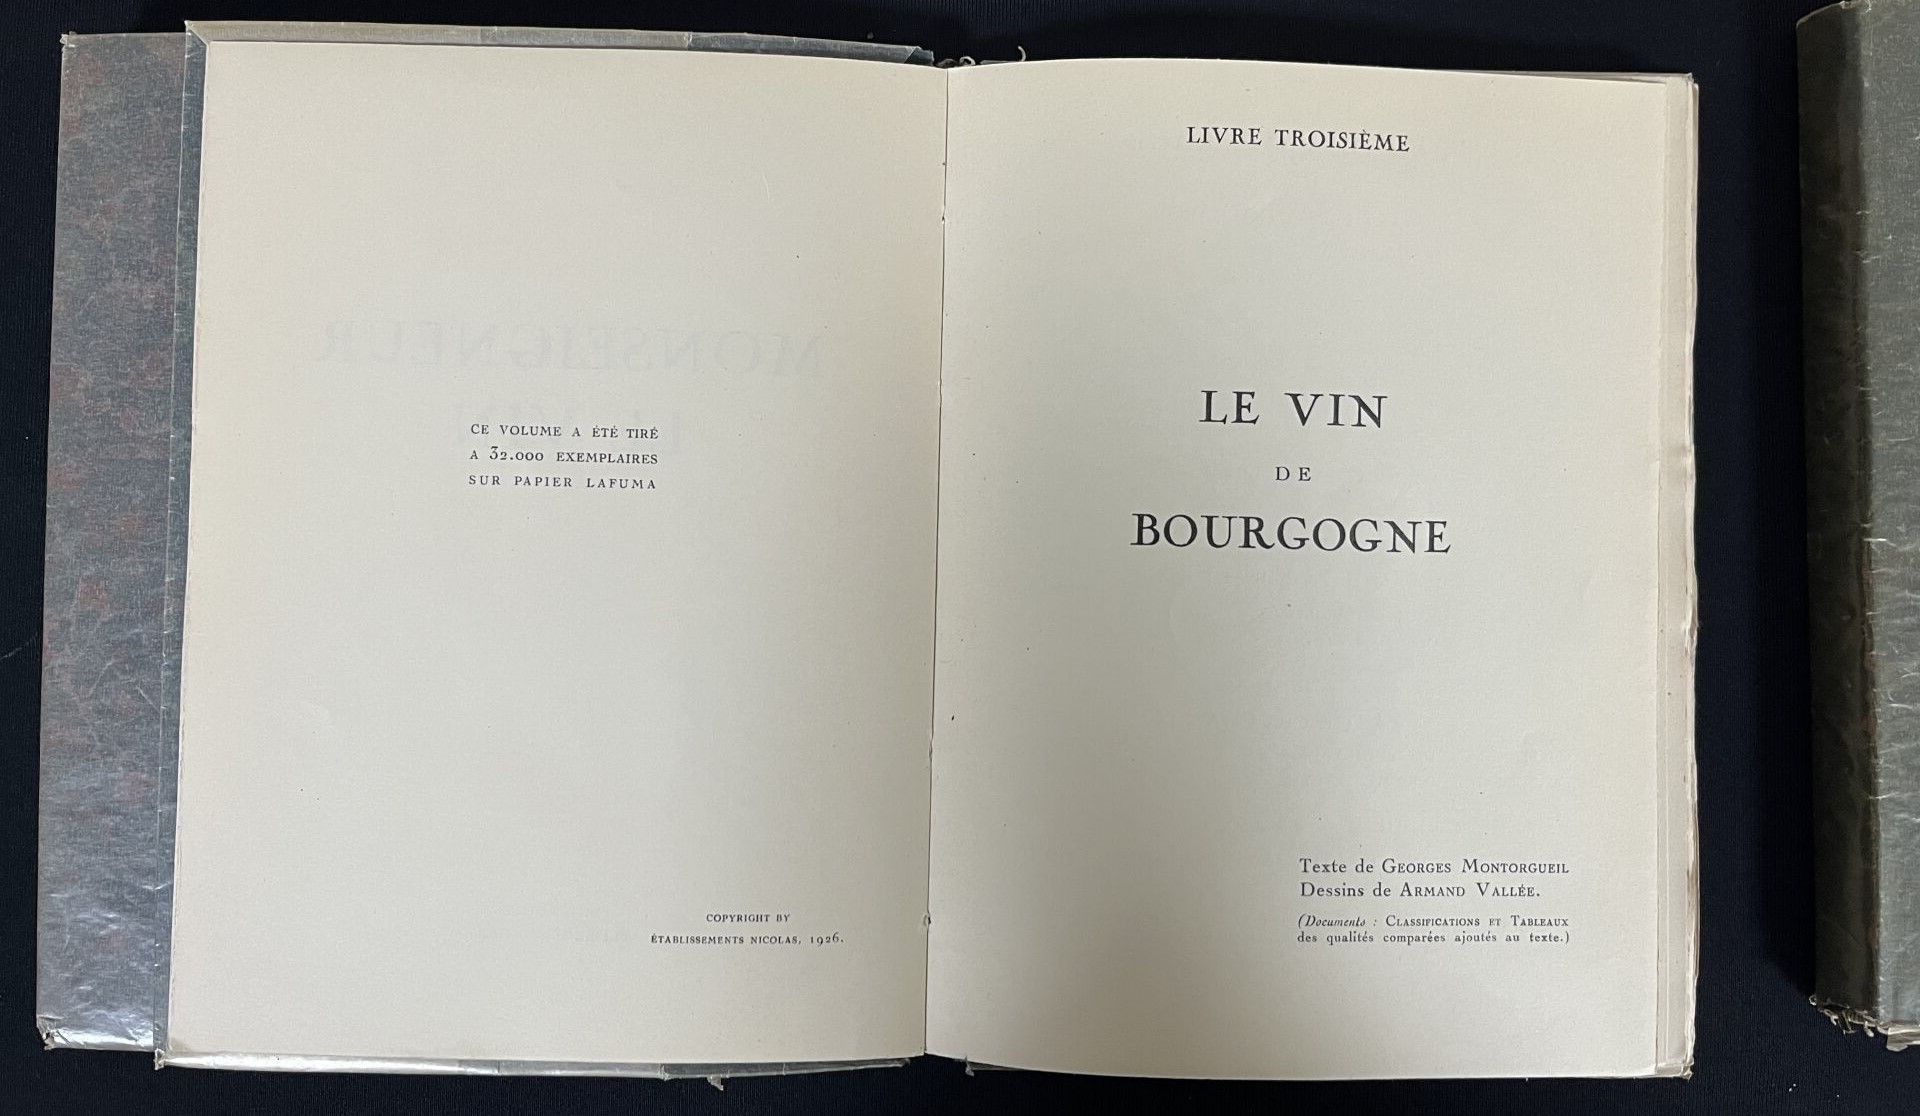 CE VOLUME A ÉTÉ TIRÉ
A 32.000 EXEMPLAIRES
SUR PAPIER LAFUMA
COPYRIGHT BY
ÉTABLISSEMENTS NICOLAS, 1926.
LIVRE TROISIÈME
LE VIN
DE
BOURGOGNE
Texte de GEORGES MONTORGUEIL
Dessins de ARMAND VALLÉE.
(Documents : CLASSIFICATIONS ET TABLEAUX
des qualités comparées ajoutés au texte.)
MONSEIGNEUR